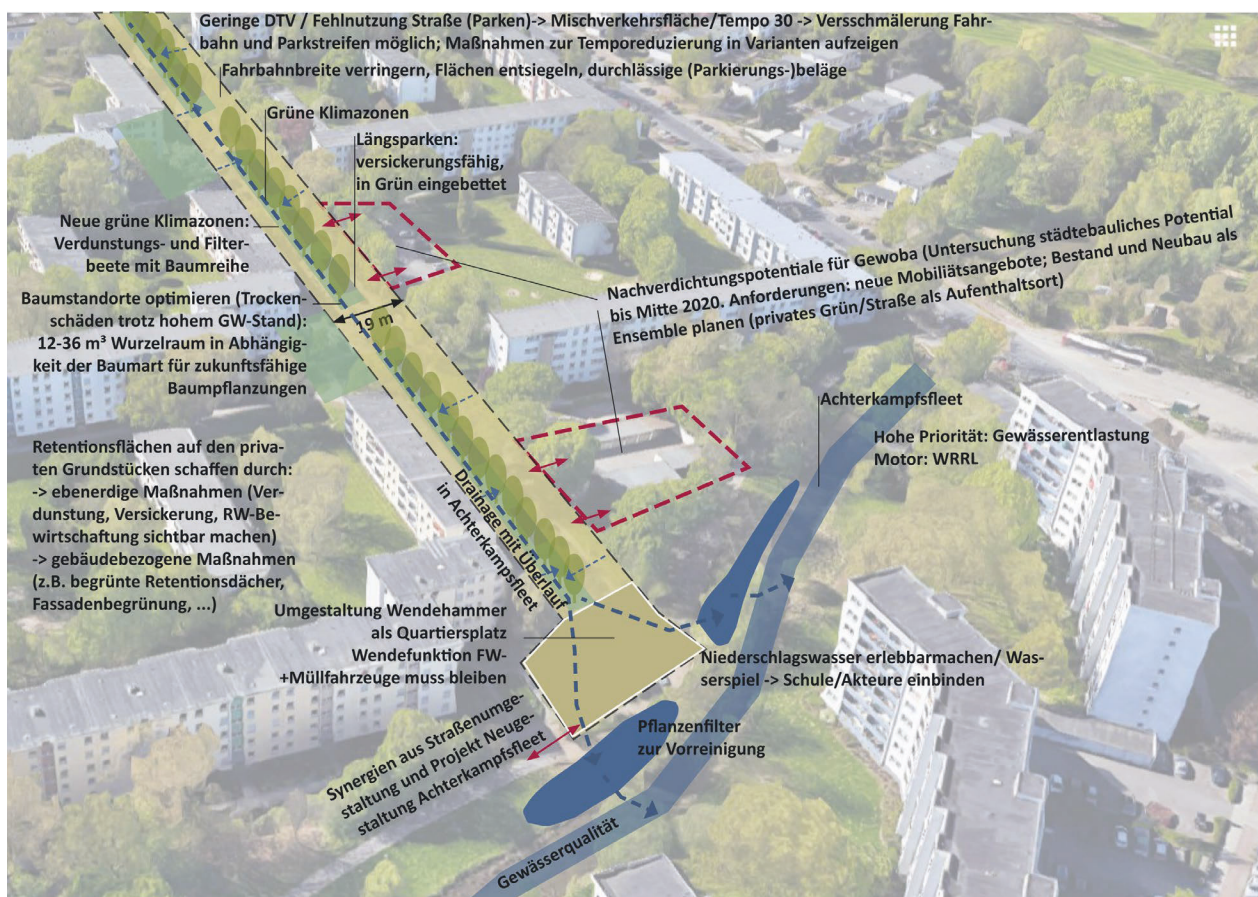 Geringe DTV / Fehlnutzung Straße (Parken)-> Mischverkehrsfläche/Tempo 30 -> Versschmälerung Fahr-
bahn und Parkstreifen möglich; Maßnahmen zur Temporeduzierung in Varianten aufzeigen
Fahrbahnbreite verringern, Flächen entsiegeln, durchlässige (Parkierungs-)beläge
Grüne Klimazonen
Längsparken:
versickerungsfähig,
in Grün eingebettet
Neue grüne Klimazonen:
Verdunstungs- und Filter-
beete mit Baumreihe
Nachverdichtungspotentiale für Gewoba (Untersuchung städtebauliches Potential
bis Mitte 2020. Anforderungen: neue Mobiliätsangebote; Bestand und Neubau als
Ensemble planen (privates Grün/Straße als Aufenthaltsort)
Baumstandorte optimieren (Trocken-
schäden trotz hohem GW-Stand):
12-36 m³ Wurzelraum in Abhängig-
keit der Baumart für zukunftsfähige
Baumpflanzungen
19 m
Achterkampsfleet
Hohe Priorität: Gewässerentlastung
Motor: WRRL
Retentionsflächen auf den priva-
ten Grundstücken schaffen durch:
-> ebenerdige Maßnahmen (Ver-
dunstung, Versickerung, RW-Be-
wirtschaftung sichtbar machen)
-> gebäudebezogene Maßnahmen
(z.B. begrünte Retentionsdächer,
Fassadenbegrünung, ...)
Drainage mit Überlauf
in Achterkampsfleet
Umgestaltung Wendehammer
als Quartiersplatz
Wendefunktion FW-
+Müllfahrzeuge muss bleiben
Niederschlagswasser erlebbarmachen/ Was-
serspiel -> Schule/Akteure einbinden
Pflanzenfilter
zur Vorreinigung
Synergien aus Straßenumge-
staltung und Projekt Neuge-
staltung Achterkampsfleet
Gewässerqualität